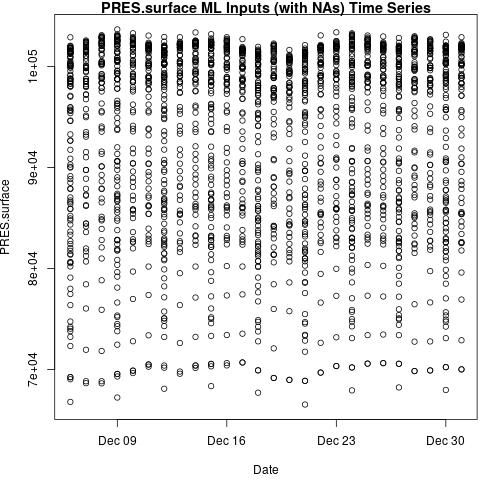 PRES.surface ML Inputs (with NAs) Time Series
PRES.surface
1e+05
9e+04
8e+04
7e+04
Dec 09
Dec 16
Dec 23
Dec 30
Date